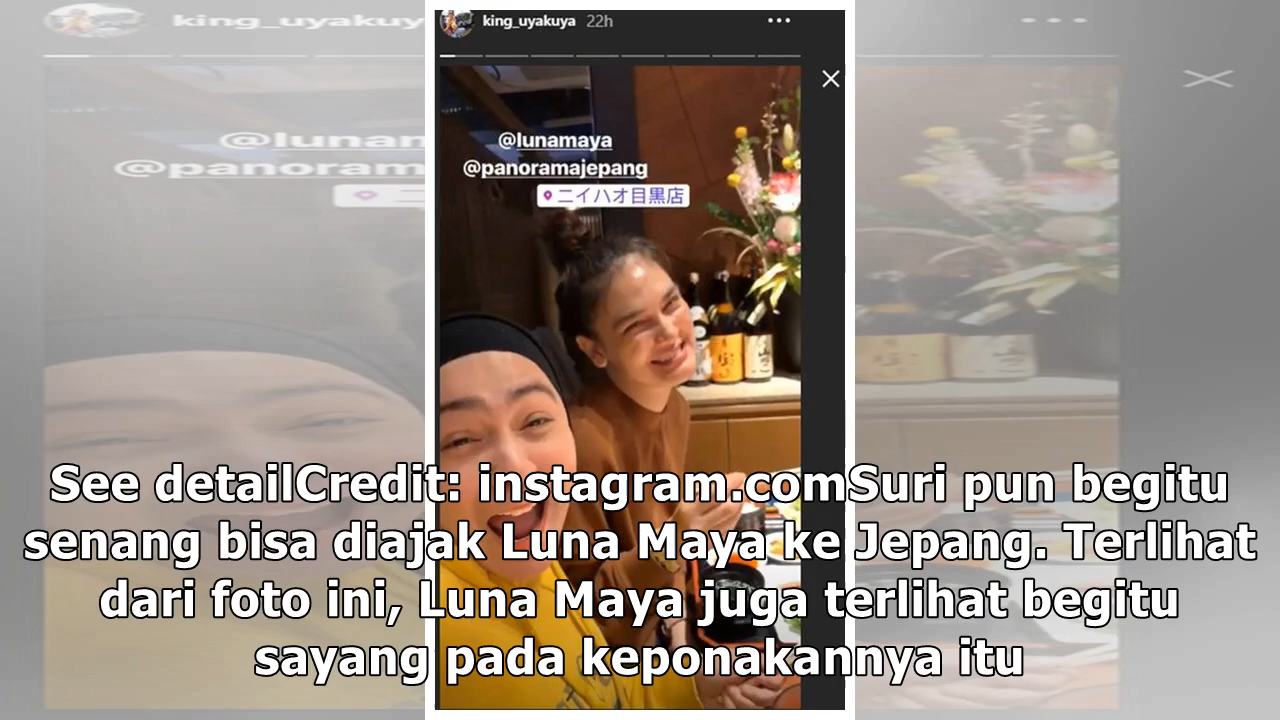 king_uyakuya 22h
@lunamaya
@panoramajepang
ニイハオ目黒店
See detailCredit: instagram.comSuri pun begitu
senang bisa diajak Luna Maya ke Jepang. Terlihat
dari foto ini, Luna Maya juga terlihat begitu
sayang pada keponakannya itu